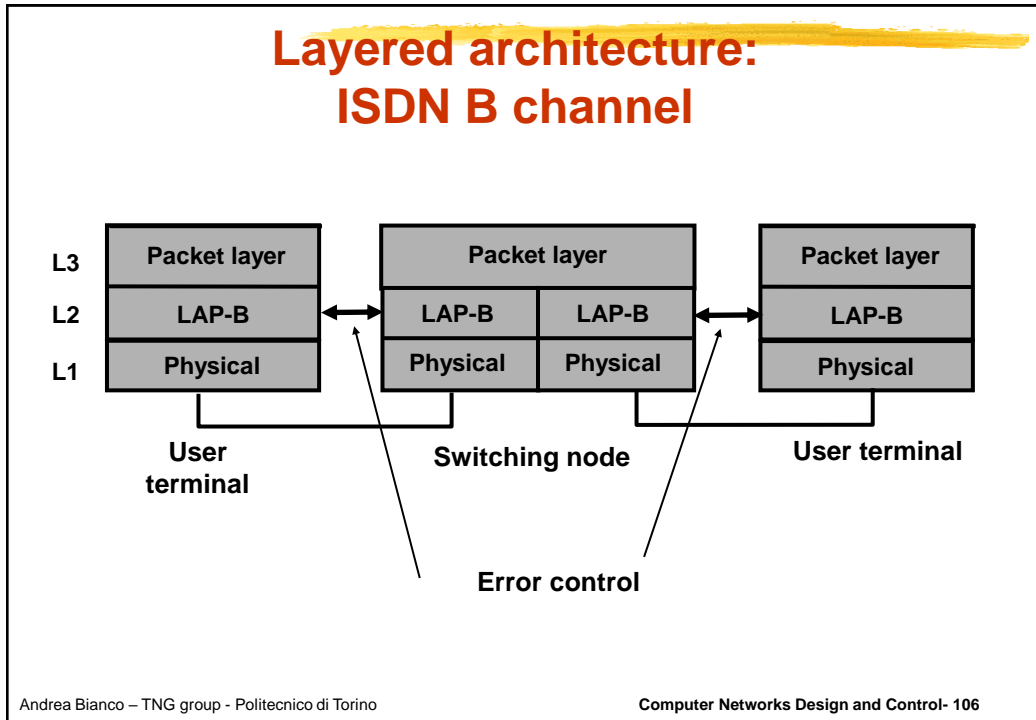 Layered architecture:
ISDN B channel
L3
Packet layer
Packet layer
Packet layer
L2
LAP-B
LAP-B
LAP-B
LAP-B
L1
Physical
Physical
Physical
Physical
User
terminal
Switching node
User terminal
Error control
Andrea Bianco – TNG group - Politecnico di Torino
Computer Networks Design and Control- 106